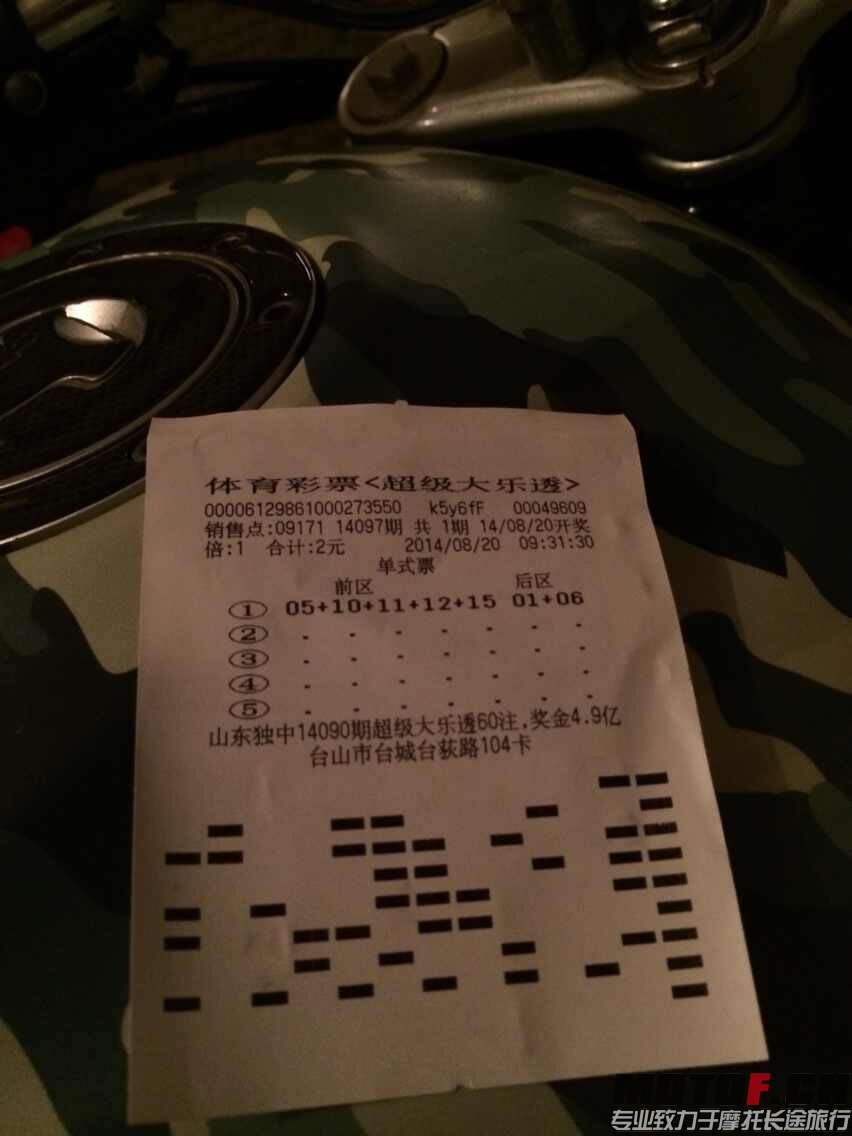 体育彩票<超级大乐透>
00006129861000273550 k5y6fF 00049609
销售点:09171 14097期 共 1期 14/08/20开奖
倍:1 合计:2元 2014/08/20 09:31:30
单式票
前区 后区
① 05+10+11+12+15 01+06
② - - - - - - -
③ - - - - - - -
④ - - - - - - -
⑤ - - - - - - -
山东独中14090期超级大乐透60注,奖金4.9亿
台山市台城台荻路104卡
MOTOF.CN
专业致力于摩托长途旅行